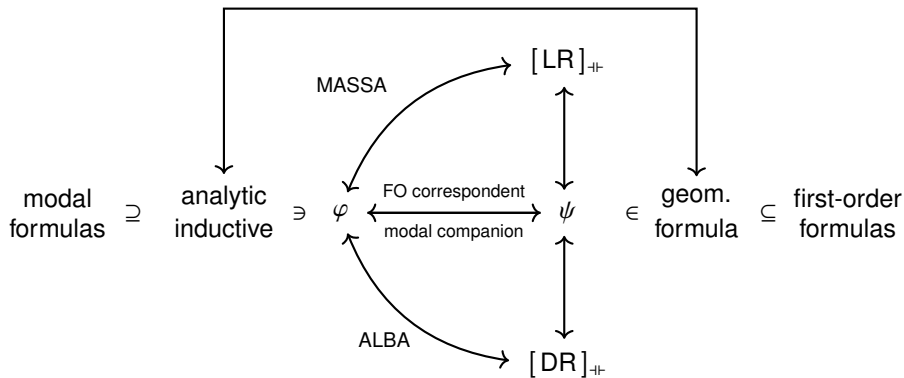 [ LR ]⊣⊢
MASSA
modal formulas ⊇ analytic inductive ∋ φ
FO correspondent
modal companion
ψ ∈ geom. formula ⊆ first-order formulas
ALBA
[ DR ]⊣⊢